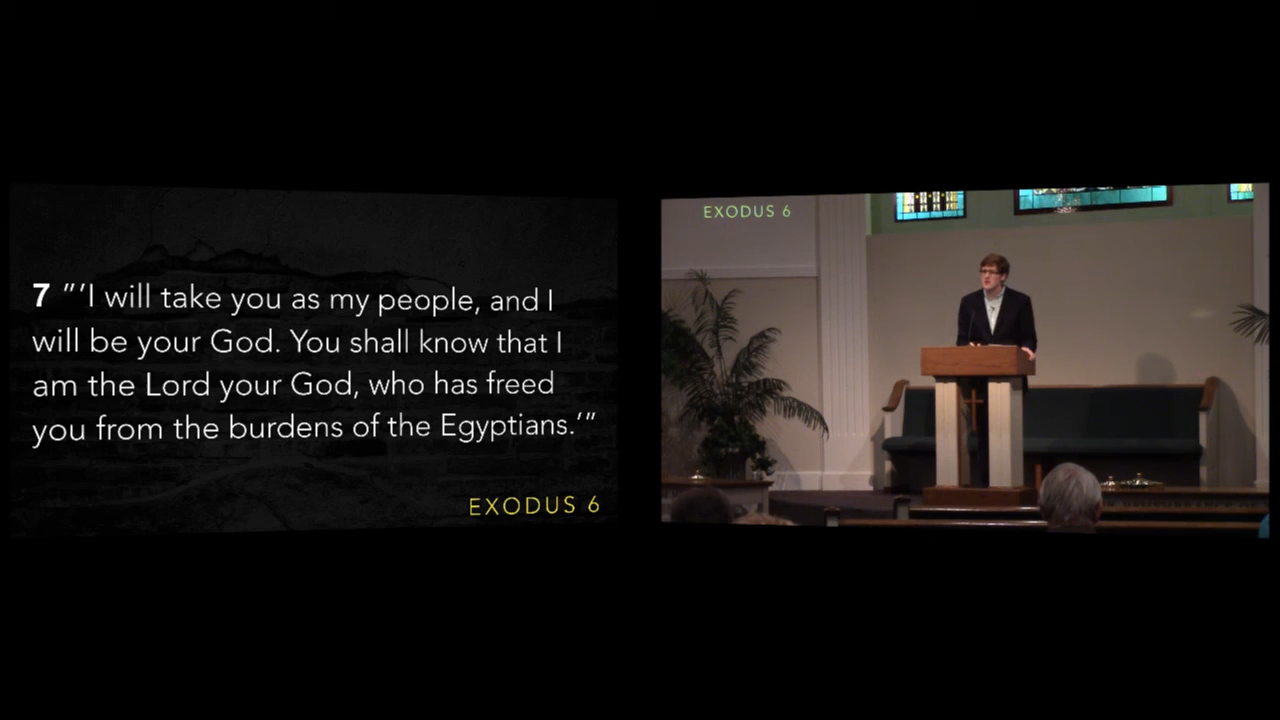 7 "'I will take you as my people, and I
will be your God. You shall know that I
am the Lord your God, who has freed
you from the burdens of the Egyptians.'"
EXODUS 6
EXODUS 6